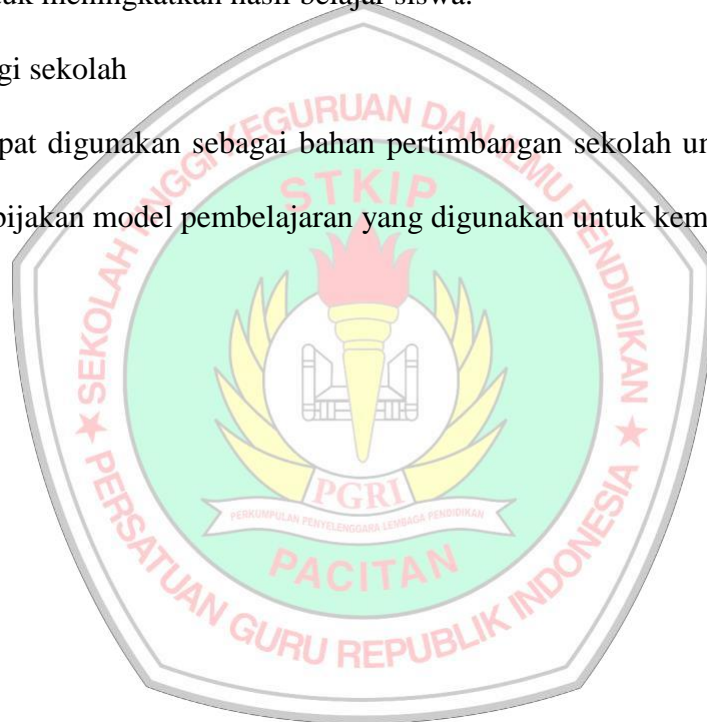 uk meningkatkan hasil belajar siswa.
gi sekolah
pat digunakan sebagai bahan pertimbangan sekolah un
bijakan model pembelajaran yang digunakan untuk kem
SEKOLAH TINGGI KEGURUAN DAN ILMU PENDIDIKAN
STKIP
PGRI
PERKUMPULAN PENYELENGGARA LEMBAGA PENDIDIKAN
PACITAN
PERSATUAN GURU REPUBLIK INDONESIA